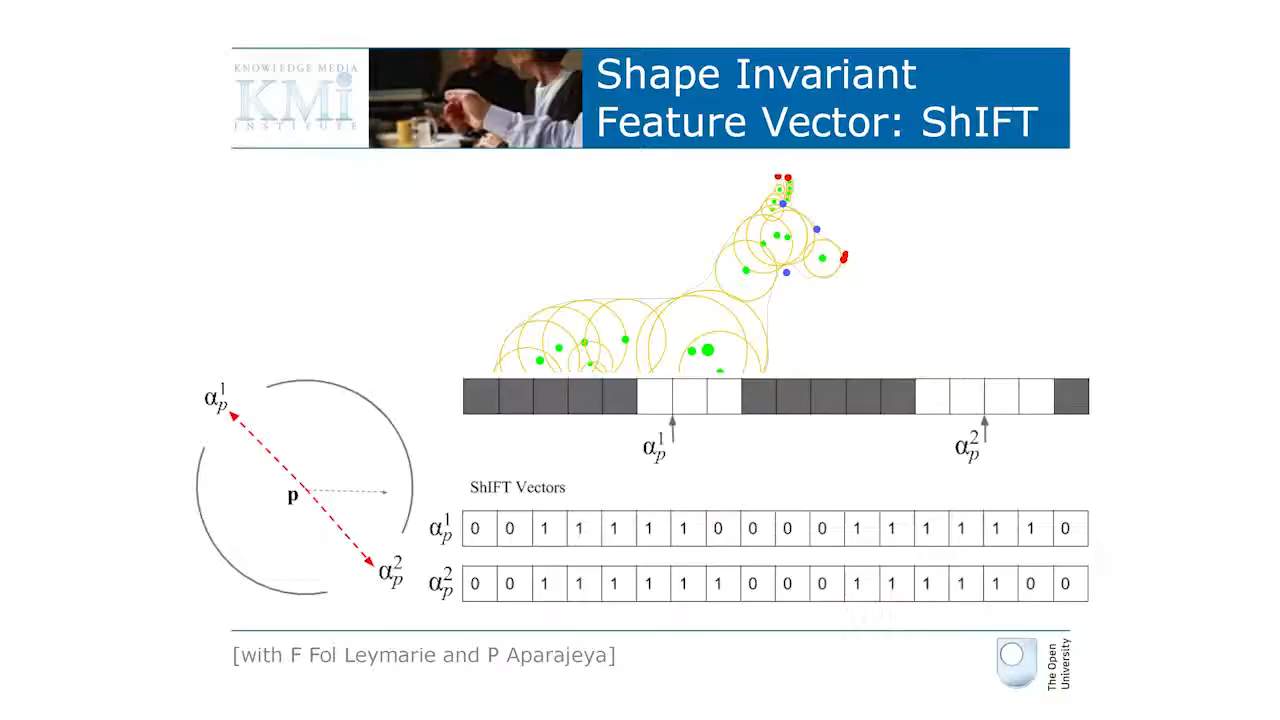 KNOWLEDGE MEDIA
KMi
INSTITUTE
Shape Invariant
Feature Vector: ShIFT
α¹ₚ
p
α²ₚ
α¹ₚ
α²ₚ
ShIFT Vectors
α¹ₚ 0 0 1 1 1 1 1 0 0 0 0 1 1 1 1 1 1 0
α²ₚ 0 0 1 1 1 1 1 1 0 0 0 1 1 1 1 1 0 0
[with F Fol Leymarie and P Aparajeya]
The Open
University